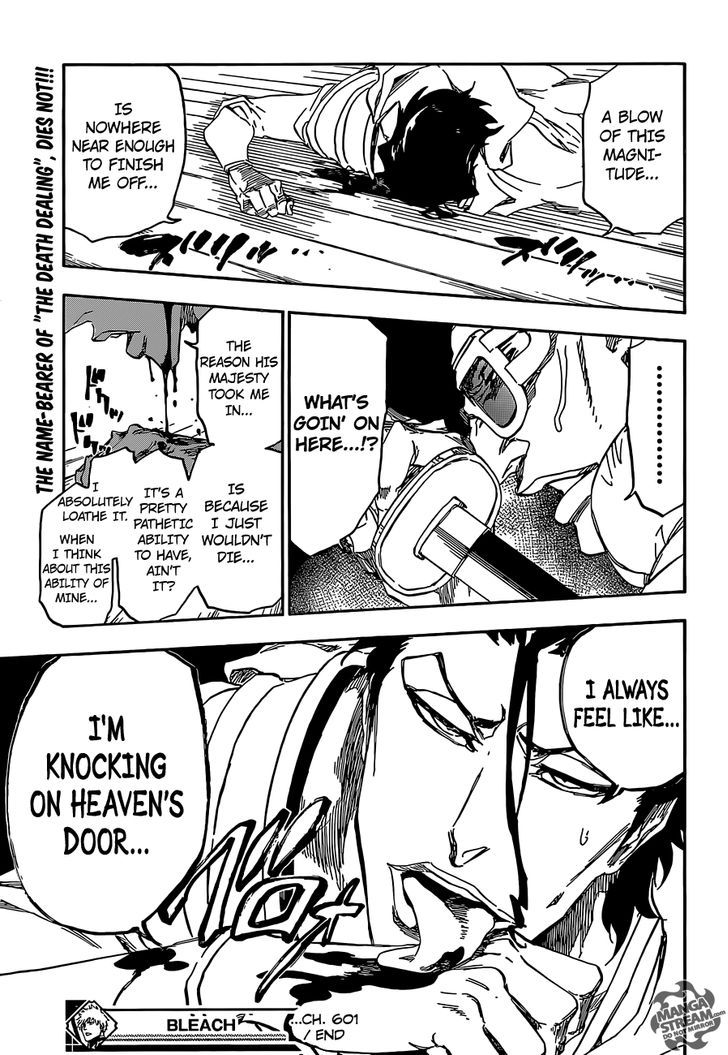 A BLOW
OF THIS
MAGNI-
TUDE...
IS
NOWHERE
NEAR ENOUGH
TO FINISH
ME OFF...
THE NAME-BEARER OF "THE DEATH DEALING", DIES NOT!!!
..........
WHAT'S
GOIN' ON
HERE....!?
THE
REASON HIS
MAJESTY
TOOK ME
IN...
IS
BECAUSE
I JUST
WOULDN'T
DIE...
IT'S A
PRETTY
PATHETIC
ABILITY
TO HAVE,
AIN'T
IT?
I
ABSOLUTELY
LOATHE IT.
WHEN
I THINK
ABOUT THIS
ABILITY OF
MINE...
I ALWAYS
FEEL LIKE...
I'M
KNOCKING
ON HEAVEN'S
DOOR...
BLEACH
...CH. 601
/ END
MANGA
STREAM.COM
DO NOT MIRROR